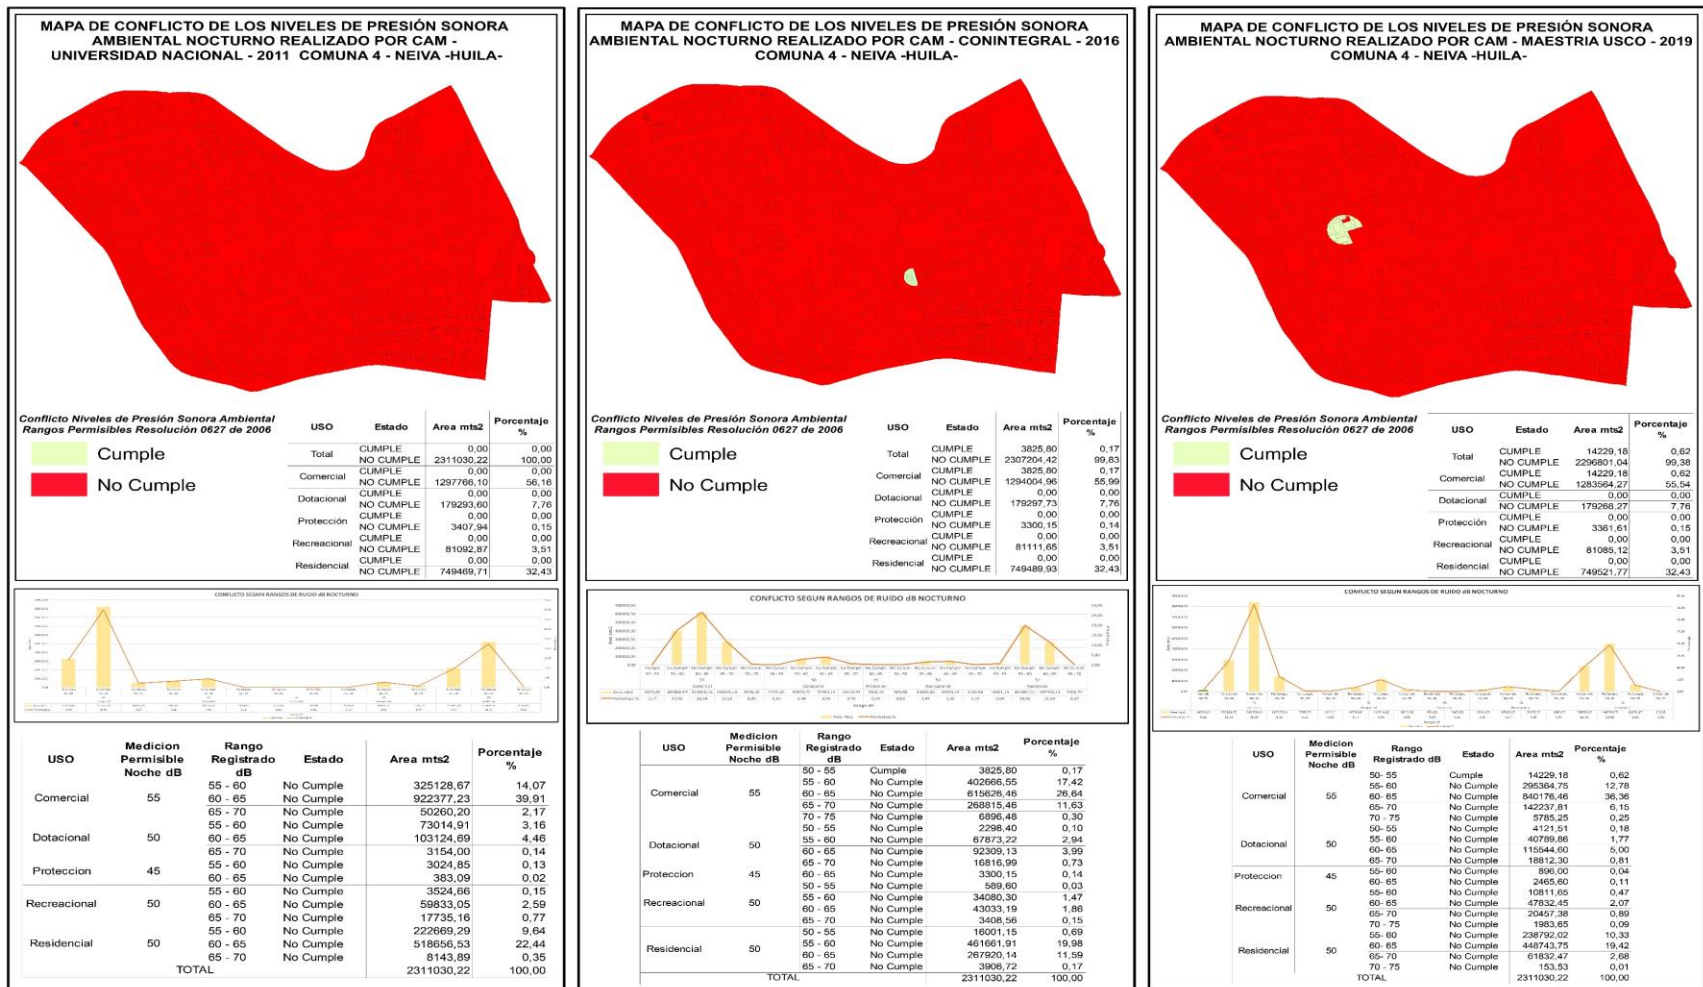 MAPA DE CONFLICTO DE LOS NIVELES DE PRESIÓN SONORA
AMBIENTAL NOCTURNO REALIZADO POR CAM -
UNIVERSIDAD NACIONAL - 2011 COMUNA 4 - NEIVA -HUILA-
Conflicto Niveles de Presión Sonora Ambiental
Rangos Permisibles Resolución 0627 de 2006
Cumple
No Cumple
USO Estado Area mts2 Porcentaje %
Total CUMPLE 0,00 0,00
NO CUMPLE 2311030,22 100,00
Comercial CUMPLE 0,00 0,00
NO CUMPLE 1297766,10 56,16
Dotacional CUMPLE 0,00 0,00
NO CUMPLE 179293,60 7,76
Protección CUMPLE 0,00 0,00
NO CUMPLE 3407,94 0,15
Recreacional CUMPLE 0,00 0,00
NO CUMPLE 81092,87 3,51
Residencial CUMPLE 0,00 0,00
NO CUMPLE 749469,71 32,43
CONFLICTO SEGUN RANGOS DE RUIDO dB NOCTURNO
USO Medicion Permisible Noche dB Rango Registrado dB Estado Area mts2 Porcentaje %
Comercial 55 55 - 60 No Cumple 325128,67 14,07
60 - 65 No Cumple 922377,23 39,91
65 - 70 No Cumple 50260,20 2,17
Dotacional 50 55 - 60 No Cumple 73014,91 3,16
60 - 65 No Cumple 103124,69 4,46
65 - 70 No Cumple 3154,00 0,14
Proteccion 45 55 - 60 No Cumple 3024,85 0,13
60 - 65 No Cumple 383,09 0,02
Recreacional 50 55 - 60 No Cumple 3524,66 0,15
60 - 65 No Cumple 59833,05 2,59
65 - 70 No Cumple 17735,16 0,77
Residencial 50 55 - 60 No Cumple 222669,29 9,64
60 - 65 No Cumple 518656,53 22,44
65 - 70 No Cumple 8143,89 0,35
TOTAL 2311030,22 100,00
MAPA DE CONFLICTO DE LOS NIVELES DE PRESIÓN SONORA
AMBIENTAL NOCTURNO REALIZADO POR CAM - CONINTEGRAL - 2016
COMUNA 4 - NEIVA -HUILA-
Conflicto Niveles de Presión Sonora Ambiental
Rangos Permisibles Resolución 0627 de 2006
Cumple
No Cumple
USO Estado Area mts2 Porcentaje %
Total CUMPLE 3825,80 0,17
NO CUMPLE 2307204,42 99,83
Comercial CUMPLE 3825,80 0,17
NO CUMPLE 1294004,96 55,99
Dotacional CUMPLE 0,00 0,00
NO CUMPLE 179297,73 7,76
Protección CUMPLE 0,00 0,00
NO CUMPLE 3300,15 0,14
Recreacional CUMPLE 0,00 0,00
NO CUMPLE 81111,65 3,51
Residencial CUMPLE 0,00 0,00
NO CUMPLE 749489,93 32,43
CONFLICTO SEGUN RANGOS DE RUIDO dB NOCTURNO
USO Medicion Permisible Noche dB Rango Registrado dB Estado Area mts2 Porcentaje %
Comercial 55 50 - 55 Cumple 3825,80 0,17
55 - 60 No Cumple 402666,55 17,42
60 - 65 No Cumple 615626,46 26,64
65 - 70 No Cumple 268815,46 11,63
70 - 75 No Cumple 6896,48 0,30
Dotacional 50 50 - 55 No Cumple 2298,40 0,10
55 - 60 No Cumple 67873,22 2,94
60 - 65 No Cumple 92309,13 3,99
65 - 70 No Cumple 16816,99 0,73
Proteccion 45 60 - 65 No Cumple 3300,15 0,14
Recreacional 50 50 - 55 No Cumple 589,60 0,03
55 - 60 No Cumple 34080,30 1,47
60 - 65 No Cumple 43033,19 1,86
65 - 70 No Cumple 3408,56 0,15
Residencial 50 50 - 55 No Cumple 16001,15 0,69
55 - 60 No Cumple 461661,91 19,98
60 - 65 No Cumple 267920,14 11,59
65 - 70 No Cumple 3906,72 0,17
TOTAL 2311030,22 100,00
MAPA DE CONFLICTO DE LOS NIVELES DE PRESIÓN SONORA
AMBIENTAL NOCTURNO REALIZADO POR CAM - MAESTRIA USCO - 2019
COMUNA 4 - NEIVA -HUILA-
Conflicto Niveles de Presión Sonora Ambiental
Rangos Permisibles Resolución 0627 de 2006
Cumple
No Cumple
USO Estado Area mts2 Porcentaje %
Total CUMPLE 14229,18 0,62
NO CUMPLE 2296801,04 99,38
Comercial CUMPLE 14229,18 0,62
NO CUMPLE 1283564,27 55,54
Dotacional CUMPLE 0,00 0,00
NO CUMPLE 179268,27 7,76
Protección CUMPLE 0,00 0,00
NO CUMPLE 3361,61 0,15
Recreacional CUMPLE 0,00 0,00
NO CUMPLE 81085,12 3,51
Residencial CUMPLE 0,00 0,00
NO CUMPLE 749521,77 32,43
CONFLICTO SEGUN RANGOS DE RUIDO dB NOCTURNO
USO Medicion Permisible Noche dB Rango Registrado dB Estado Area mts2 Porcentaje %
Comercial 55 50- 55 Cumple 14229,18 0,62
55- 60 No Cumple 295364,75 12,78
60- 65 No Cumple 840176,46 36,36
65- 70 No Cumple 142237,81 6,15
70 - 75 No Cumple 5785,25 0,25
Dotacional 50 50- 55 No Cumple 4121,51 0,18
55- 60 No Cumple 40789,86 1,77
60- 65 No Cumple 115544,60 5,00
65- 70 No Cumple 18812,30 0,81
Proteccion 45 55- 60 No Cumple 896,00 0,04
60- 65 No Cumple 2465,60 0,11
Recreacional 50 55- 60 No Cumple 10811,65 0,47
60- 65 No Cumple 47832,45 2,07
65- 70 No Cumple 20457,38 0,89
70 - 75 No Cumple 1983,65 0,09
Residencial 50 55- 60 No Cumple 238792,02 10,33
60- 65 No Cumple 448743,75 19,42
65- 70 No Cumple 61832,47 2,68
70 - 75 No Cumple 153,53 0,01
TOTAL 2311030,22 100,00